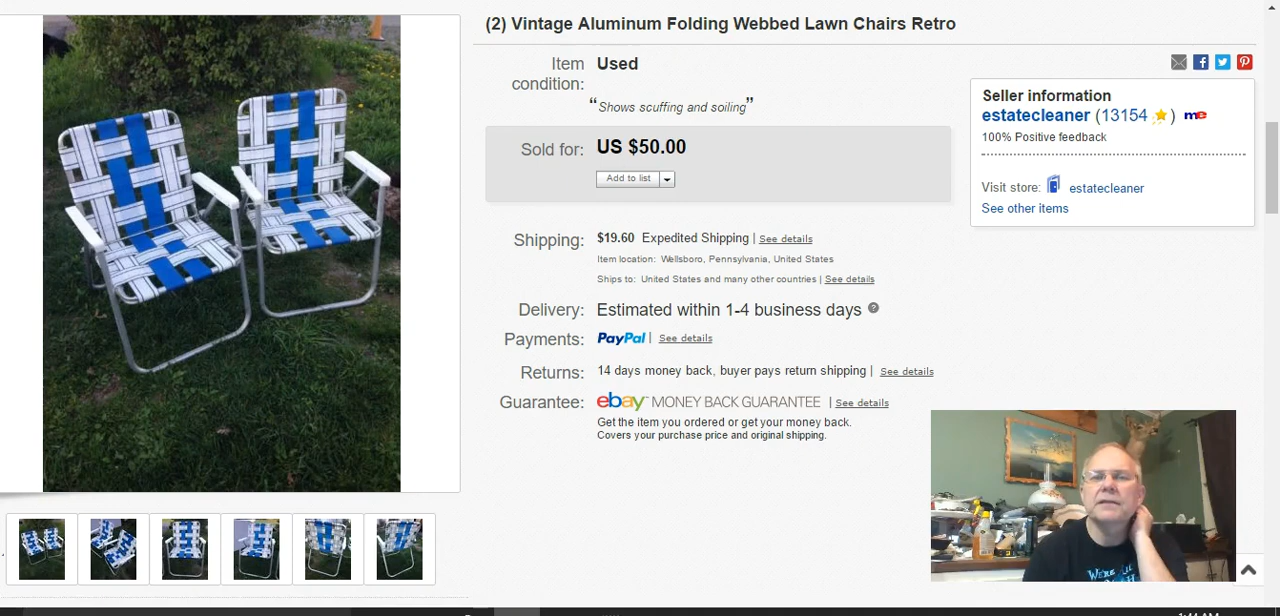 (2) Vintage Aluminum Folding Webbed Lawn Chairs Retro
Item condition: Used
“Shows scuffing and soiling”
Sold for: US $50.00
Add to list
Shipping: $19.60 Expedited Shipping | See details
Item location: Wellsboro, Pennsylvania, United States
Ships to: United States and many other countries | See details
Delivery: Estimated within 1-4 business days ?
Payments: PayPal | See details
Returns: 14 days money back, buyer pays return shipping | See details
Guarantee: ebay MONEY BACK GUARANTEE | See details
Get the item you ordered or get your money back.
Covers your purchase price and original shipping.
Seller information
estatecleaner (13154 ) me
100% Positive feedback
Visit store: estatecleaner
See other items
WE'RE ALL